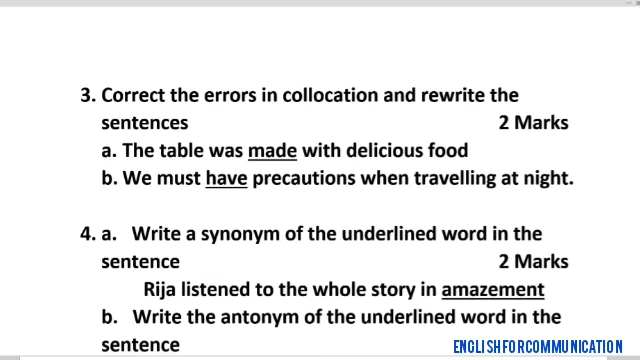 3. Correct the errors in collocation and rewrite the
sentences 2 Marks
a. The table was made with delicious food
b. We must have precautions when travelling at night.
4. a. Write a synonym of the underlined word in the
sentence 2 Marks
Rija listened to the whole story in amazement
b. Write the antonym of the underlined word in the
sentence
ENGLISHFORCOMMUNICATION